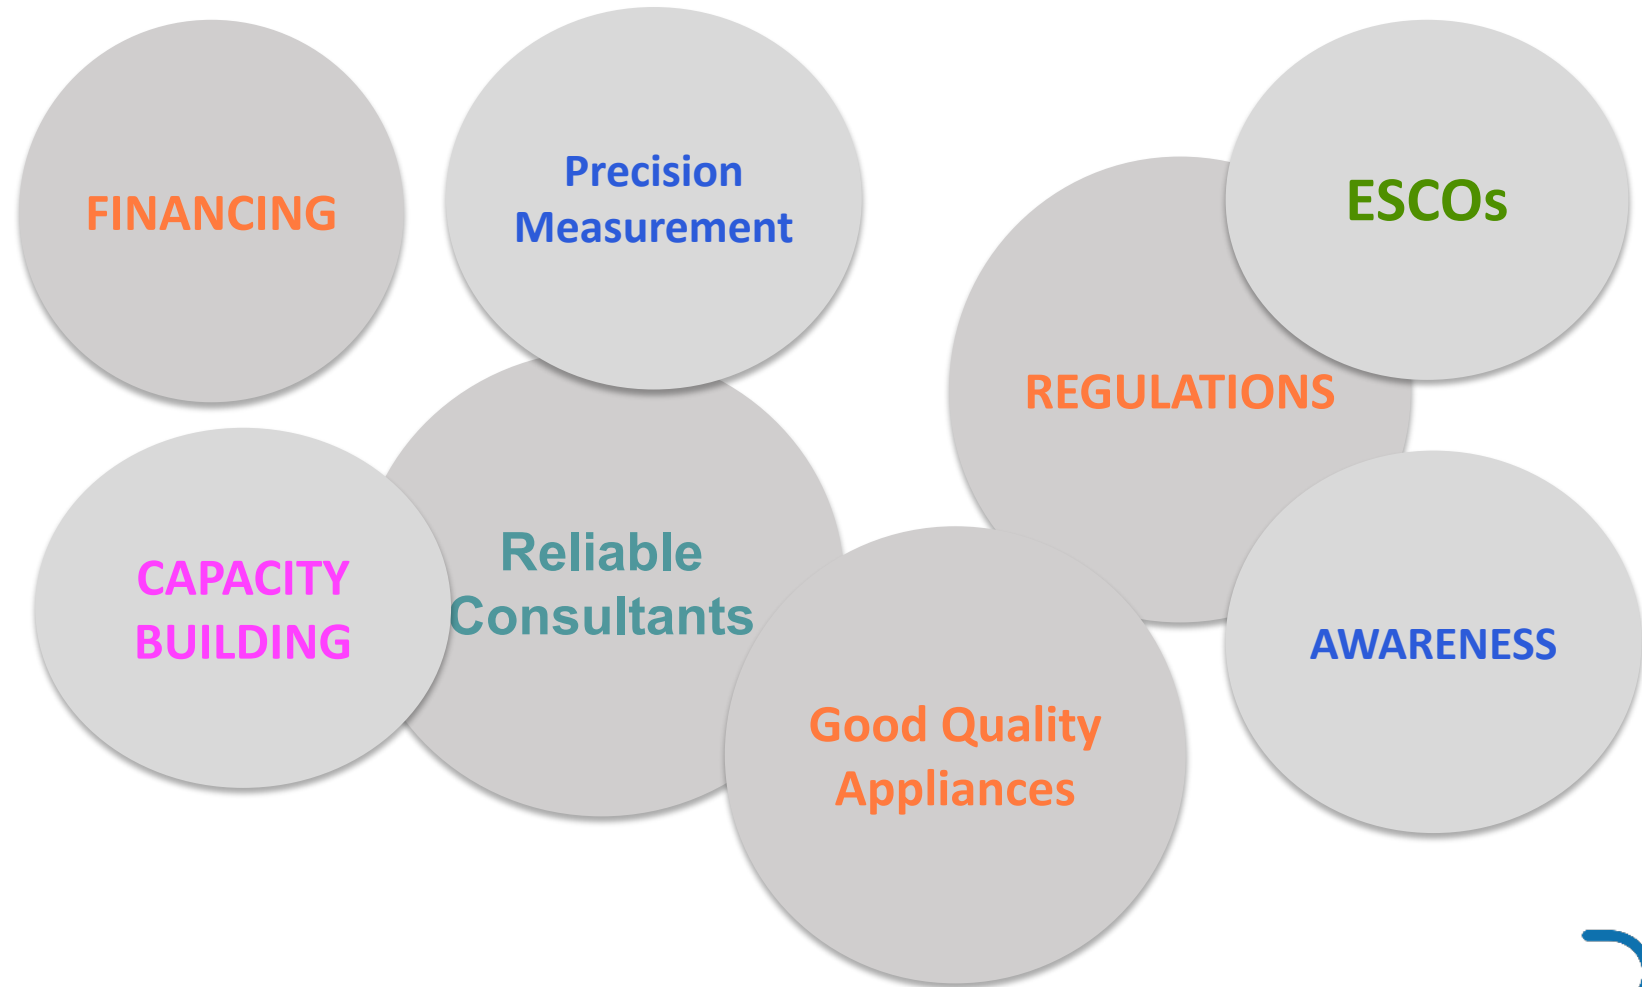 FINANCING
Precision
Measurement
ESCOs
REGULATIONS
CAPACITY
BUILDING
Reliable
Consultants
Good Quality
Appliances
AWARENESS